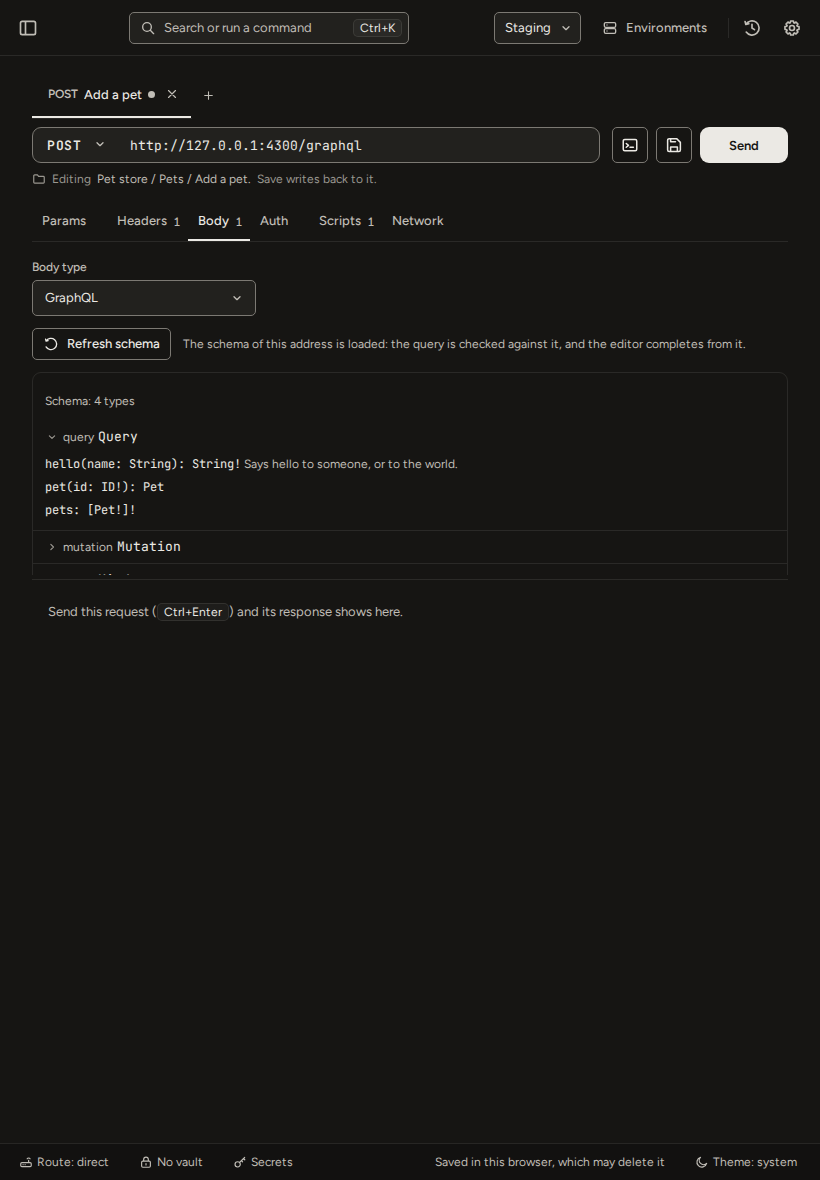 Search or run a command Ctrl+K Staging Environments
POST Add a pet
POST http://127.0.0.1:4300/graphql Send
Editing Pet store / Pets / Add a pet. Save writes back to it.
Params Headers 1 Body 1 Auth Scripts 1 Network
Body type
GraphQL
Refresh schema The schema of this address is loaded: the query is checked against it, and the editor completes from it.
Schema: 4 types
query Query
hello(name: String): String! Says hello to someone, or to the world.
pet(id: ID!): Pet
pets: [Pet!]!
mutation Mutation
Send this request (Ctrl+Enter) and its response shows here.
Route: direct No vault Secrets Saved in this browser, which may delete it Theme: system